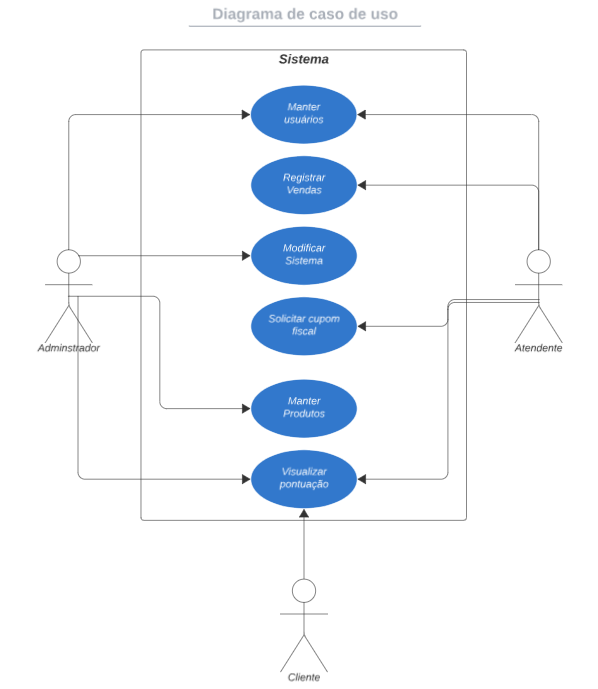 Diagrama de caso de uso
Sistema
Manter
usuários
Registrar
Vendas
Modificar
Sistema
Solicitar cupom
fiscal
Adminstrador
Atendente
Manter
Produtos
Visualizar
pontuação
Cliente